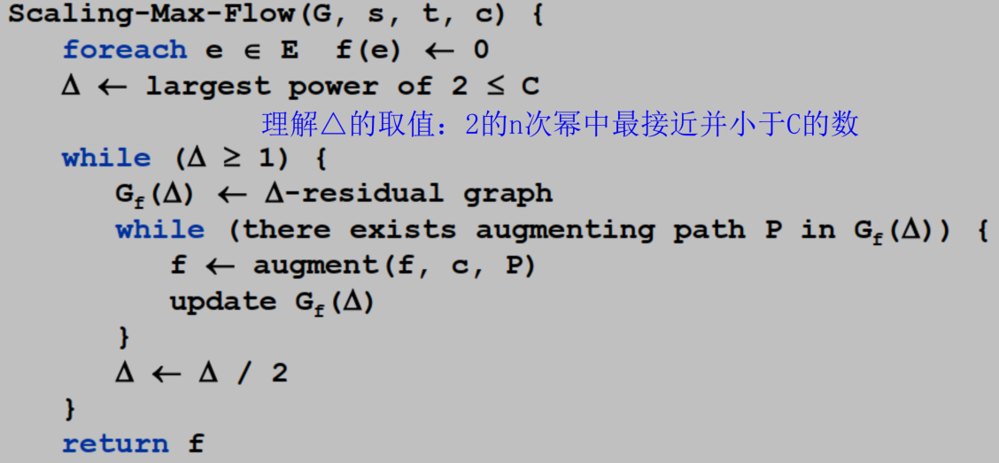 Scaling-Max-Flow(G, s, t, c) {
foreach e ∈ E f(e) ← 0
Δ ← largest power of 2 ≤ C
理解△的取值：2的n次幂中最接近并小于C的数
while (Δ ≥ 1) {
Gf(Δ) ← Δ-residual graph
while (there exists augmenting path P in Gf(Δ)) {
f ← augment(f, c, P)
update Gf(Δ)
}
Δ ← Δ / 2
}
return f